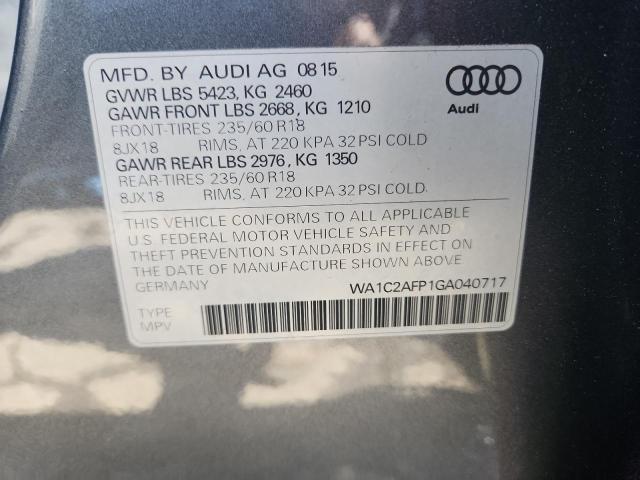 MFD. BY AUDI AG 0815
GVWR LBS 5423, KG 2460
GAWR FRONT LBS 2668, KG 1210
FRONT-TIRES 235/60 R18
8JX18 RIMS, AT 220 KPA 32 PSI COLD
GAWR REAR LBS 2976, KG 1350
REAR-TIRES 235/60 R18
8JX18 RIMS, AT 220 KPA 32 PSI COLD.
Audi
THIS VEHICLE CONFORMS TO ALL APPLICABLE
U.S. FEDERAL MOTOR VEHICLE SAFETY AND
THEFT PREVENTION STANDARDS IN EFFECT ON
THE DATE OF MANUFACTURE SHOWN ABOVE
GERMANY WA1C2AFP1GA040717
TYPE
MPV